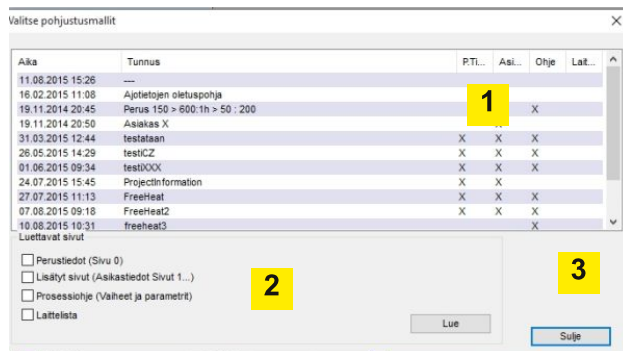 Valitse pohjustusmallit
Aika Tunnus P.Ti... Asi... Ohje Lait...
11.08.2015 15:26 ---
16.02.2015 11:08 Ajotietojen oletuspohja
19.11.2014 20:45 Perus 150 > 600:1h > 50 : 200 X
19.11.2014 20:50 Asiakas X
31.03.2015 12:44 testataan X X X
26.05.2015 14:29 testiCZ X X X
01.06.2015 09:34 testiXXX X X X
24.07.2015 15:45 ProjectInformation X X
27.07.2015 11:13 FreeHeat X X X
07.08.2015 09:18 FreeHeat2 X X X
10.08.2015 10:31 freeheat3 X
1
Luettavat sivut
Perustiedot (Sivu 0)
Lisätyt sivut (Asikastiedot Sivut 1...)
Prosessiohje (Vaiheet ja parametrit)
Laittelista
2
Lue
3
Sulje